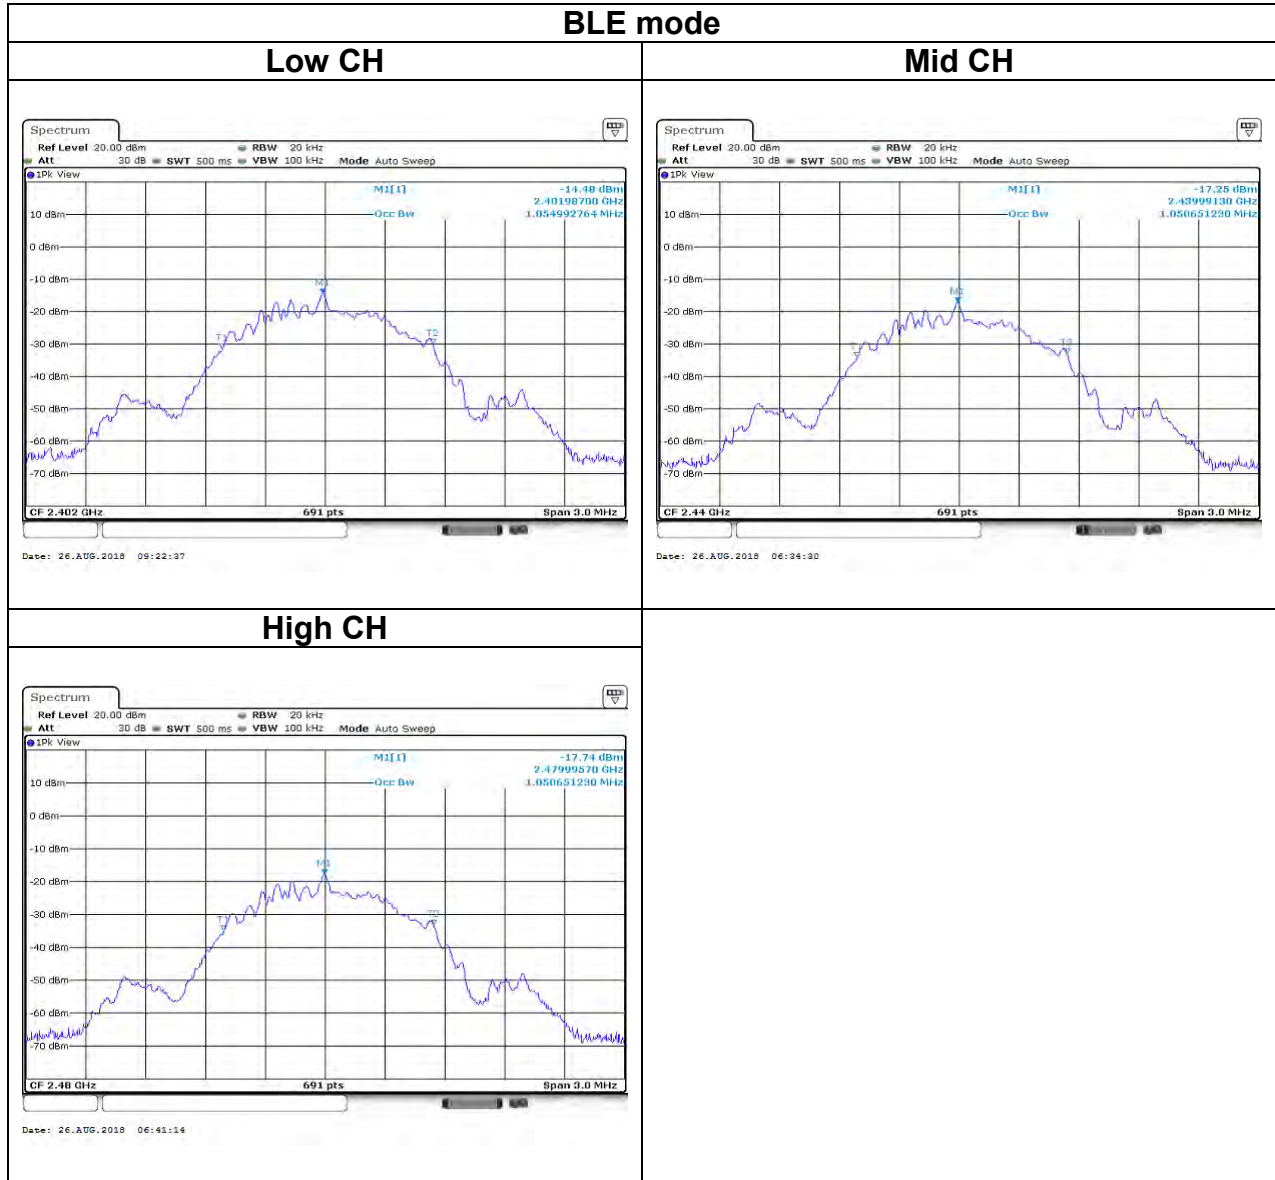 BLE mode
Low CH
Mid CH
Spectrum
Ref Level 20.00 dBm RBW 20 kHz
Att 30 dB SWT 500 ms VBW 100 kHz Mode Auto Sweep
1Pk View
M1[1] -14.48 dBm
2.40198700 GHz
Occ Bw 1.054992764 MHz
10 dBm
0 dBm
-10 dBm
M1
-20 dBm
T1 T2
-30 dBm
-40 dBm
-50 dBm
-60 dBm
-70 dBm
CF 2.402 GHz 691 pts Span 3.0 MHz
Date: 26.AUG.2018 09:22:37
Spectrum
Ref Level 20.00 dBm RBW 20 kHz
Att 30 dB SWT 500 ms VBW 100 kHz Mode Auto Sweep
1Pk View
M1[1] -17.25 dBm
2.43999130 GHz
Occ Bw 1.050651230 MHz
10 dBm
0 dBm
-10 dBm
M1
-20 dBm
-30 dBm
T1 T2
-40 dBm
-50 dBm
-60 dBm
-70 dBm
CF 2.44 GHz 691 pts Span 3.0 MHz
Date: 26.AUG.2018 06:34:30
High CH
Spectrum
Ref Level 20.00 dBm RBW 20 kHz
Att 30 dB SWT 500 ms VBW 100 kHz Mode Auto Sweep
1Pk View
M1[1] -17.74 dBm
2.47999570 GHz
Occ Bw 1.050651230 MHz
10 dBm
0 dBm
-10 dBm
M1
-20 dBm
-30 dBm
T1 T2
-40 dBm
-50 dBm
-60 dBm
-70 dBm
CF 2.48 GHz 691 pts Span 3.0 MHz
Date: 26.AUG.2018 06:41:14